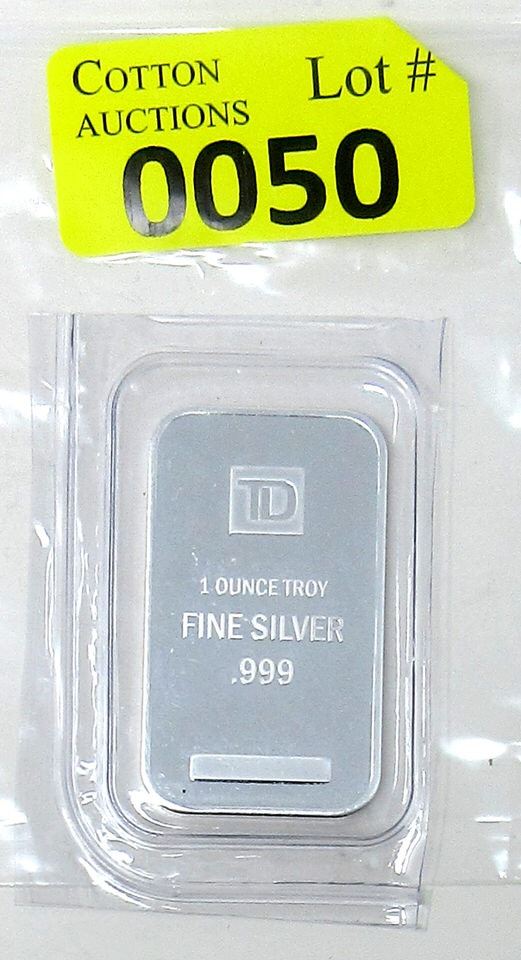 COTTON
AUCTIONS
Lot #
0050
TD
1 OUNCE TROY
FINE SILVER
.999